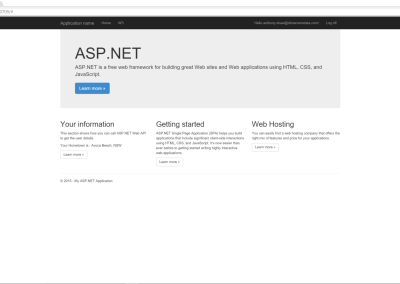 Application name Home API Log off
ASP.NET
ASP.NET is a free web framework for building great Web sites and Web applications using HTML, CSS, and
JavaScript.
Learn more »
Your information Getting started Web Hosting
This section shows how you can call ASP.NET Web API
to get the user details.
Your Hometown is : Avoca Beach, NSW
Learn more »
ASP.NET Single Page Application (SPA) helps you build
applications that include significant client-side interactions
using HTML, CSS, and JavaScript. It's now easier than
ever before to getting started writing highly interactive
web applications.
Learn more »
You can easily find a web hosting company that offers the
right mix of features and price for your applications.
Learn more »
© 2015 - My ASP.NET Application